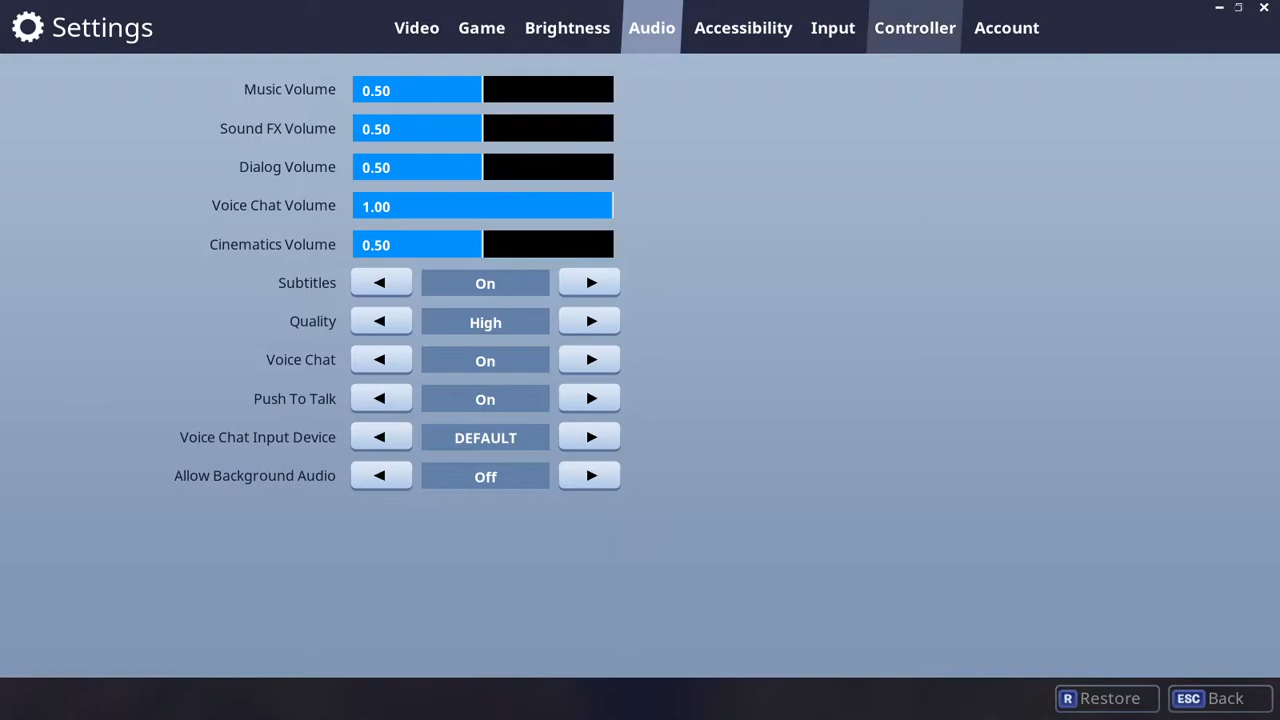 Settings
Video Game Brightness Audio Accessibility Input Controller Account
Music Volume 0.50
Sound FX Volume 0.50
Dialog Volume 0.50
Voice Chat Volume 1.00
Cinematics Volume 0.50
Subtitles On
Quality High
Voice Chat On
Push To Talk On
Voice Chat Input Device DEFAULT
Allow Background Audio Off
R Restore ESC Back